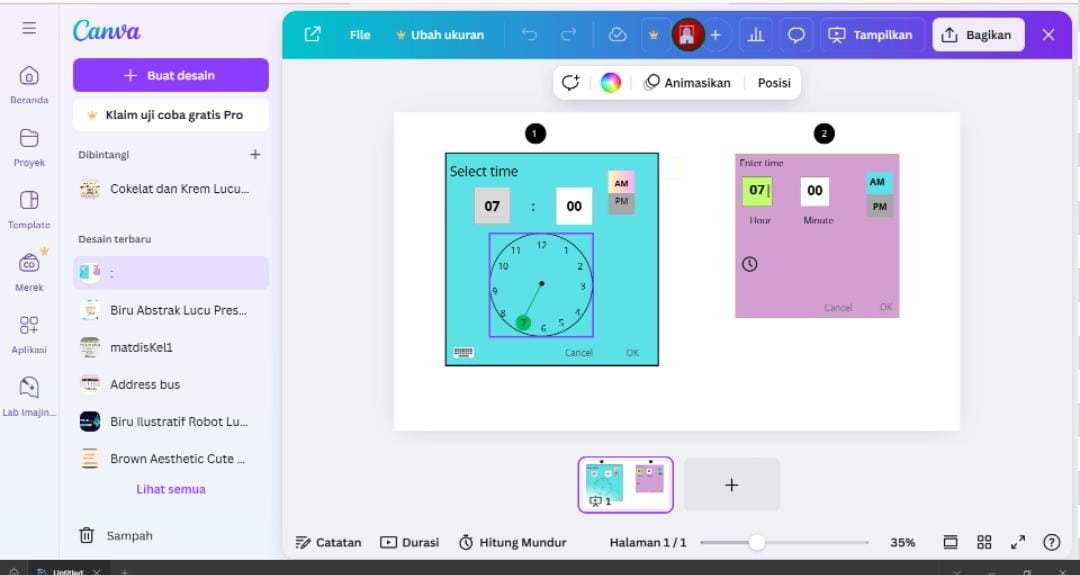 Canva
File
Ubah ukuran
Tampilkan
Bagikan
Buat desain
Klaim uji coba gratis Pro
Beranda
Proyek
Template
Merek
Aplikasi
Lab Imajin...
Dibintangi
Cokelat dan Krem Lucu...
Desain terbaru
:
Biru Abstrak Lucu Pres...
matdisKel1
Address bus
Biru Ilustratif Robot Lu...
Brown Aesthetic Cute ...
Lihat semua
Sampah
Animasikan
Posisi
1
Select time
07 : 00
AM
PM
12
1
2
3
4
5
6
7
8
9
10
11
Cancel OK
2
Enter time
07 00
AM
PM
Hour Minute
Cancel OK
1
Catatan
Durasi
Hitung Mundur
Halaman 1 / 1
35%
Untitled